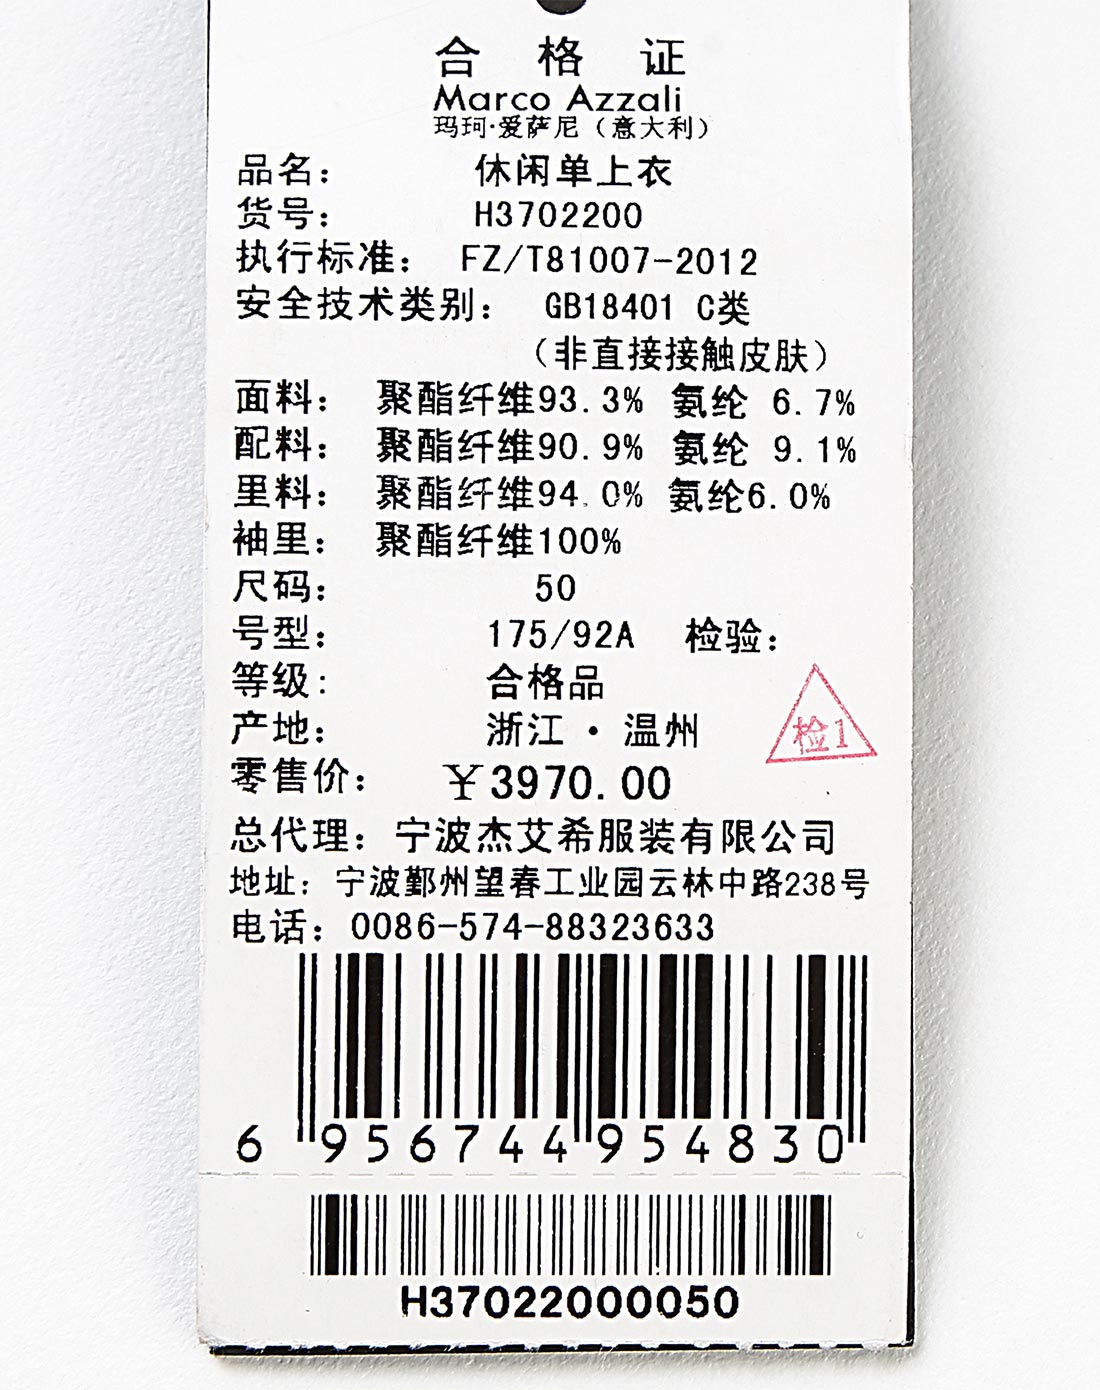 合格证
Marco Azzali
玛珂·爱萨尼（意大利）
品名： 休闲单上衣
货号： H3702200
执行标准： FZ/T81007-2012
安全技术类别： GB18401 C类
（非直接接触皮肤）
面料： 聚酯纤维93.3% 氨纶 6.7%
配料： 聚酯纤维90.9% 氨纶 9.1%
里料： 聚酯纤维94.0% 氨纶6.0%
袖里： 聚酯纤维100%
尺码： 50
号型： 175/92A 检验：
等级： 合格品
检1
产地： 浙江·温州
零售价： ￥3970.00
总代理：宁波杰艾希服装有限公司
地址：宁波鄞州望春工业园云林中路238号
电话：0086-574-88323633
6 956744 954830
H37022000050